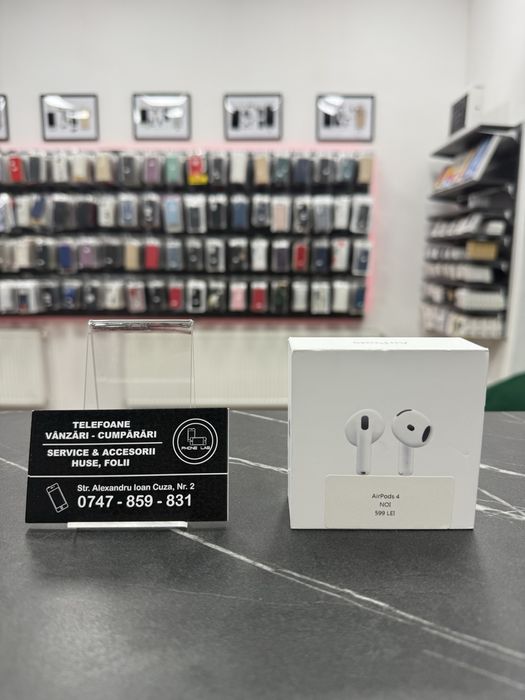 TELEFOANE
VÂNZĂRI - CUMPĂRĂRI
SERVICE & ACCESORII
HUSE, FOLII
PHONE LAB
Str. Alexandru Ioan Cuza, Nr. 2
0747 - 859 - 831
AirPods
AirPods 4
NOI
599 LEI